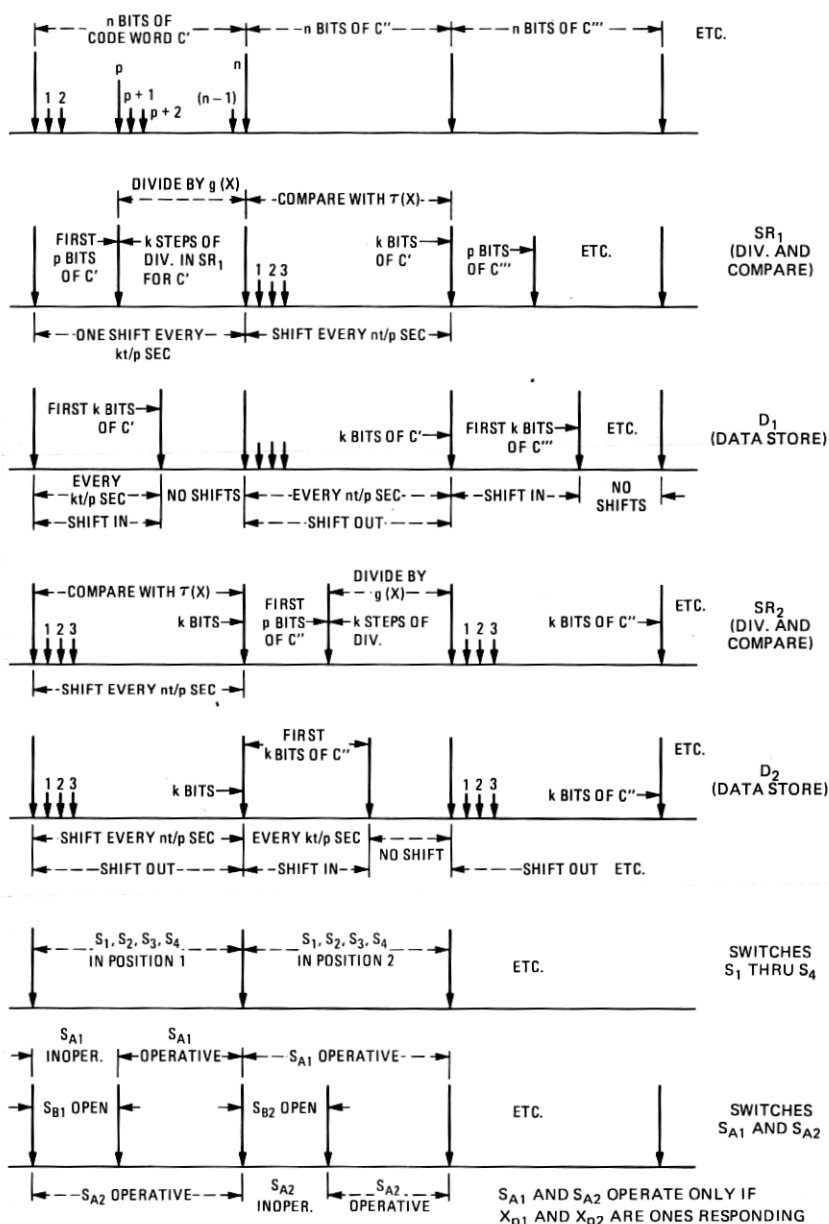 n BITS OF
CODE WORD C'
n BITS OF C''
n BITS OF C'''
ETC.
p
n
1 2
p + 1
(n − 1)
p + 2
DIVIDE BY g (X)
COMPARE WITH τ(X)
FIRST
p BITS
OF C'
k STEPS OF
DIV. IN SR1
FOR C'
k BITS
OF C'
1 2 3
p BITS
OF C'''
ETC.
SR1
(DIV. AND
COMPARE)
ONE SHIFT EVERY
kt/p SEC
SHIFT EVERY nt/p SEC
FIRST k BITS
OF C'
k BITS OF C'
FIRST k BITS
OF C'''
ETC.
D1
(DATA STORE)
EVERY
kt/p SEC
NO SHIFTS
EVERY nt/p SEC
SHIFT IN
NO
SHIFTS
SHIFT IN
SHIFT OUT
COMPARE WITH τ(X)
DIVIDE BY
g(X)
k BITS
1 2 3
FIRST
p BITS
OF C''
k STEPS OF
DIV.
1 2 3
k BITS OF C''
ETC.
SR2
(DIV. AND
COMPARE)
SHIFT EVERY nt/p SEC
FIRST
k BITS OF C''
1 2 3
k BITS
1 2 3
k BITS OF C''
ETC.
D2
(DATA STORE)
SHIFT EVERY nt/p SEC
EVERY kt/p SEC
NO SHIFT
SHIFT OUT
SHIFT IN
SHIFT OUT ETC.
S1, S2, S3, S4
IN POSITION 1
S1, S2, S3, S4
IN POSITION 2
ETC.
SWITCHES
S1 THRU S4
SA1
INOPER.
SA1
OPERATIVE
SA1 OPERATIVE
SB1 OPEN
SB2 OPEN
ETC.
SWITCHES
SA1 AND SA2
SA2 OPERATIVE
SA2
INOPER.
SA2
OPERATIVE
SA1 AND SA2 OPERATE ONLY IF
Xp1 AND Xp2 ARE ONES RESPONDING